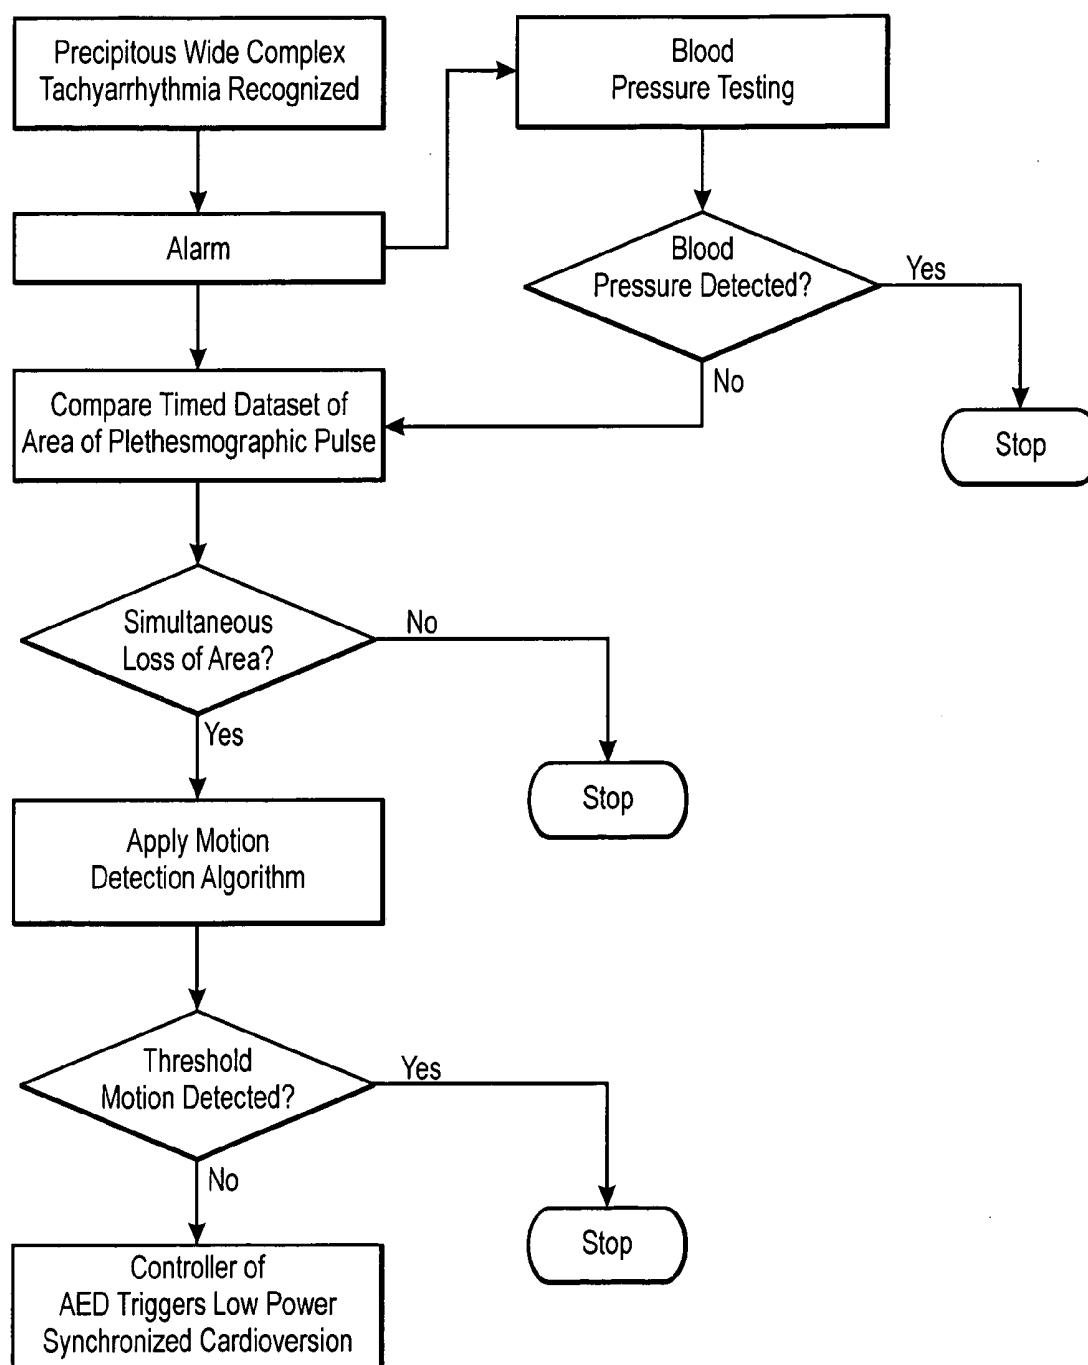 Precipitous Wide Complex
Tachyarrhythmia Recognized
Blood
Pressure Testing
Alarm
Blood
Pressure Detected?
Yes
No
Stop
Compare Timed Dataset of
Area of Plethesmographic Pulse
Simultaneous
Loss of Area?
No
Yes
Stop
Apply Motion
Detection Algorithm
Threshold
Motion Detected?
Yes
No
Stop
Controller of
AED Triggers Low Power
Synchronized Cardioversion